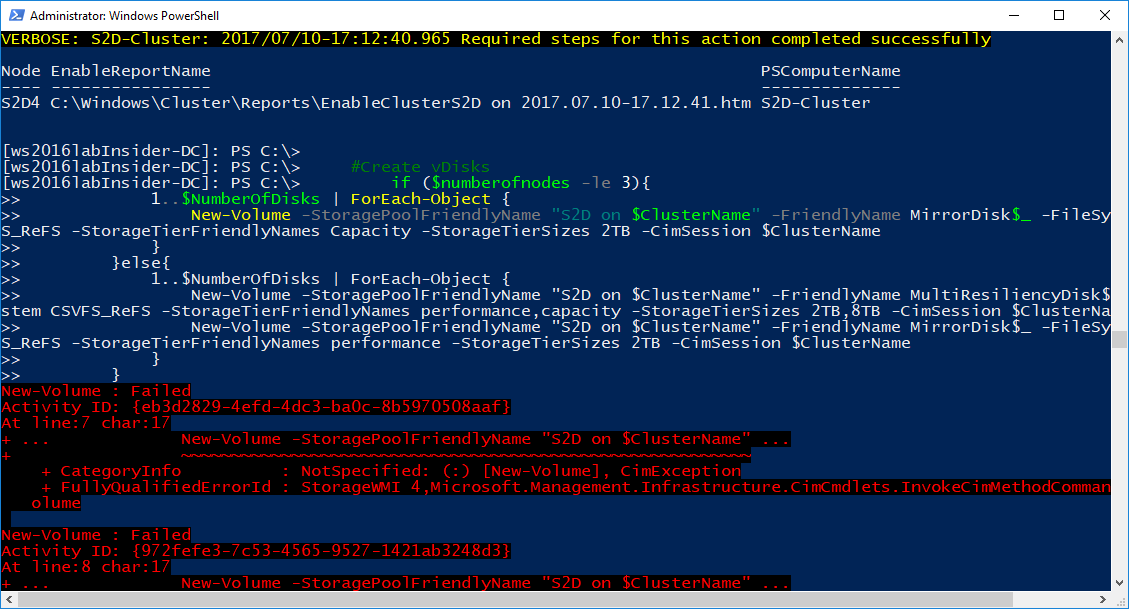 Administrator: Windows PowerShell
VERBOSE: S2D-Cluster: 2017/07/10-17:12:40.965 Required steps for this action completed successfully
Node EnableReportName PSComputerName
---- ---------------- --------------
S2D4 C:\Windows\Cluster\Reports\EnableClusterS2D on 2017.07.10-17.12.41.htm S2D-Cluster
[ws2016labInsider-DC]: PS C:\>
[ws2016labInsider-DC]: PS C:\> #Create vDisks
[ws2016labInsider-DC]: PS C:\> if ($numberofnodes -le 3){
>> 1..$NumberOfDisks | ForEach-Object {
>> New-Volume -StoragePoolFriendlyName "S2D on $ClusterName" -FriendlyName MirrorDisk$_ -FileSy
S_ReFS -StorageTierFriendlyNames Capacity -StorageTierSizes 2TB -CimSession $ClusterName
>> }
>> }else{
>> 1..$NumberOfDisks | ForEach-Object {
>> New-Volume -StoragePoolFriendlyName "S2D on $ClusterName" -FriendlyName MultiResiliencyDisk$
stem CSVFS_ReFS -StorageTierFriendlyNames performance,capacity -StorageTierSizes 2TB,8TB -CimSession $ClusterNa
>> New-Volume -StoragePoolFriendlyName "S2D on $ClusterName" -FriendlyName MirrorDisk$_ -FileSy
S_ReFS -StorageTierFriendlyNames performance -StorageTierSizes 2TB -CimSession $ClusterName
>> }
>> }
New-Volume : Failed
Activity ID: {eb3d2829-4efd-4dc3-ba0c-8b5970508aaf}
At line:7 char:17
+ ... New-Volume -StoragePoolFriendlyName "S2D on $ClusterName" ...
+ ~~~~~~~~~~~~~~~~~~~~~~~~~~~~~~~~~~~~~~~~~~~~~~~~~~~~~~~~~
+ CategoryInfo : NotSpecified: (:) [New-Volume], CimException
+ FullyQualifiedErrorId : StorageWMI 4,Microsoft.Management.Infrastructure.CimCmdlets.InvokeCimMethodComman
olume
New-Volume : Failed
Activity ID: {972fefe3-7c53-4565-9527-1421ab3248d3}
At line:8 char:17
+ ... New-Volume -StoragePoolFriendlyName "S2D on $ClusterName" ...